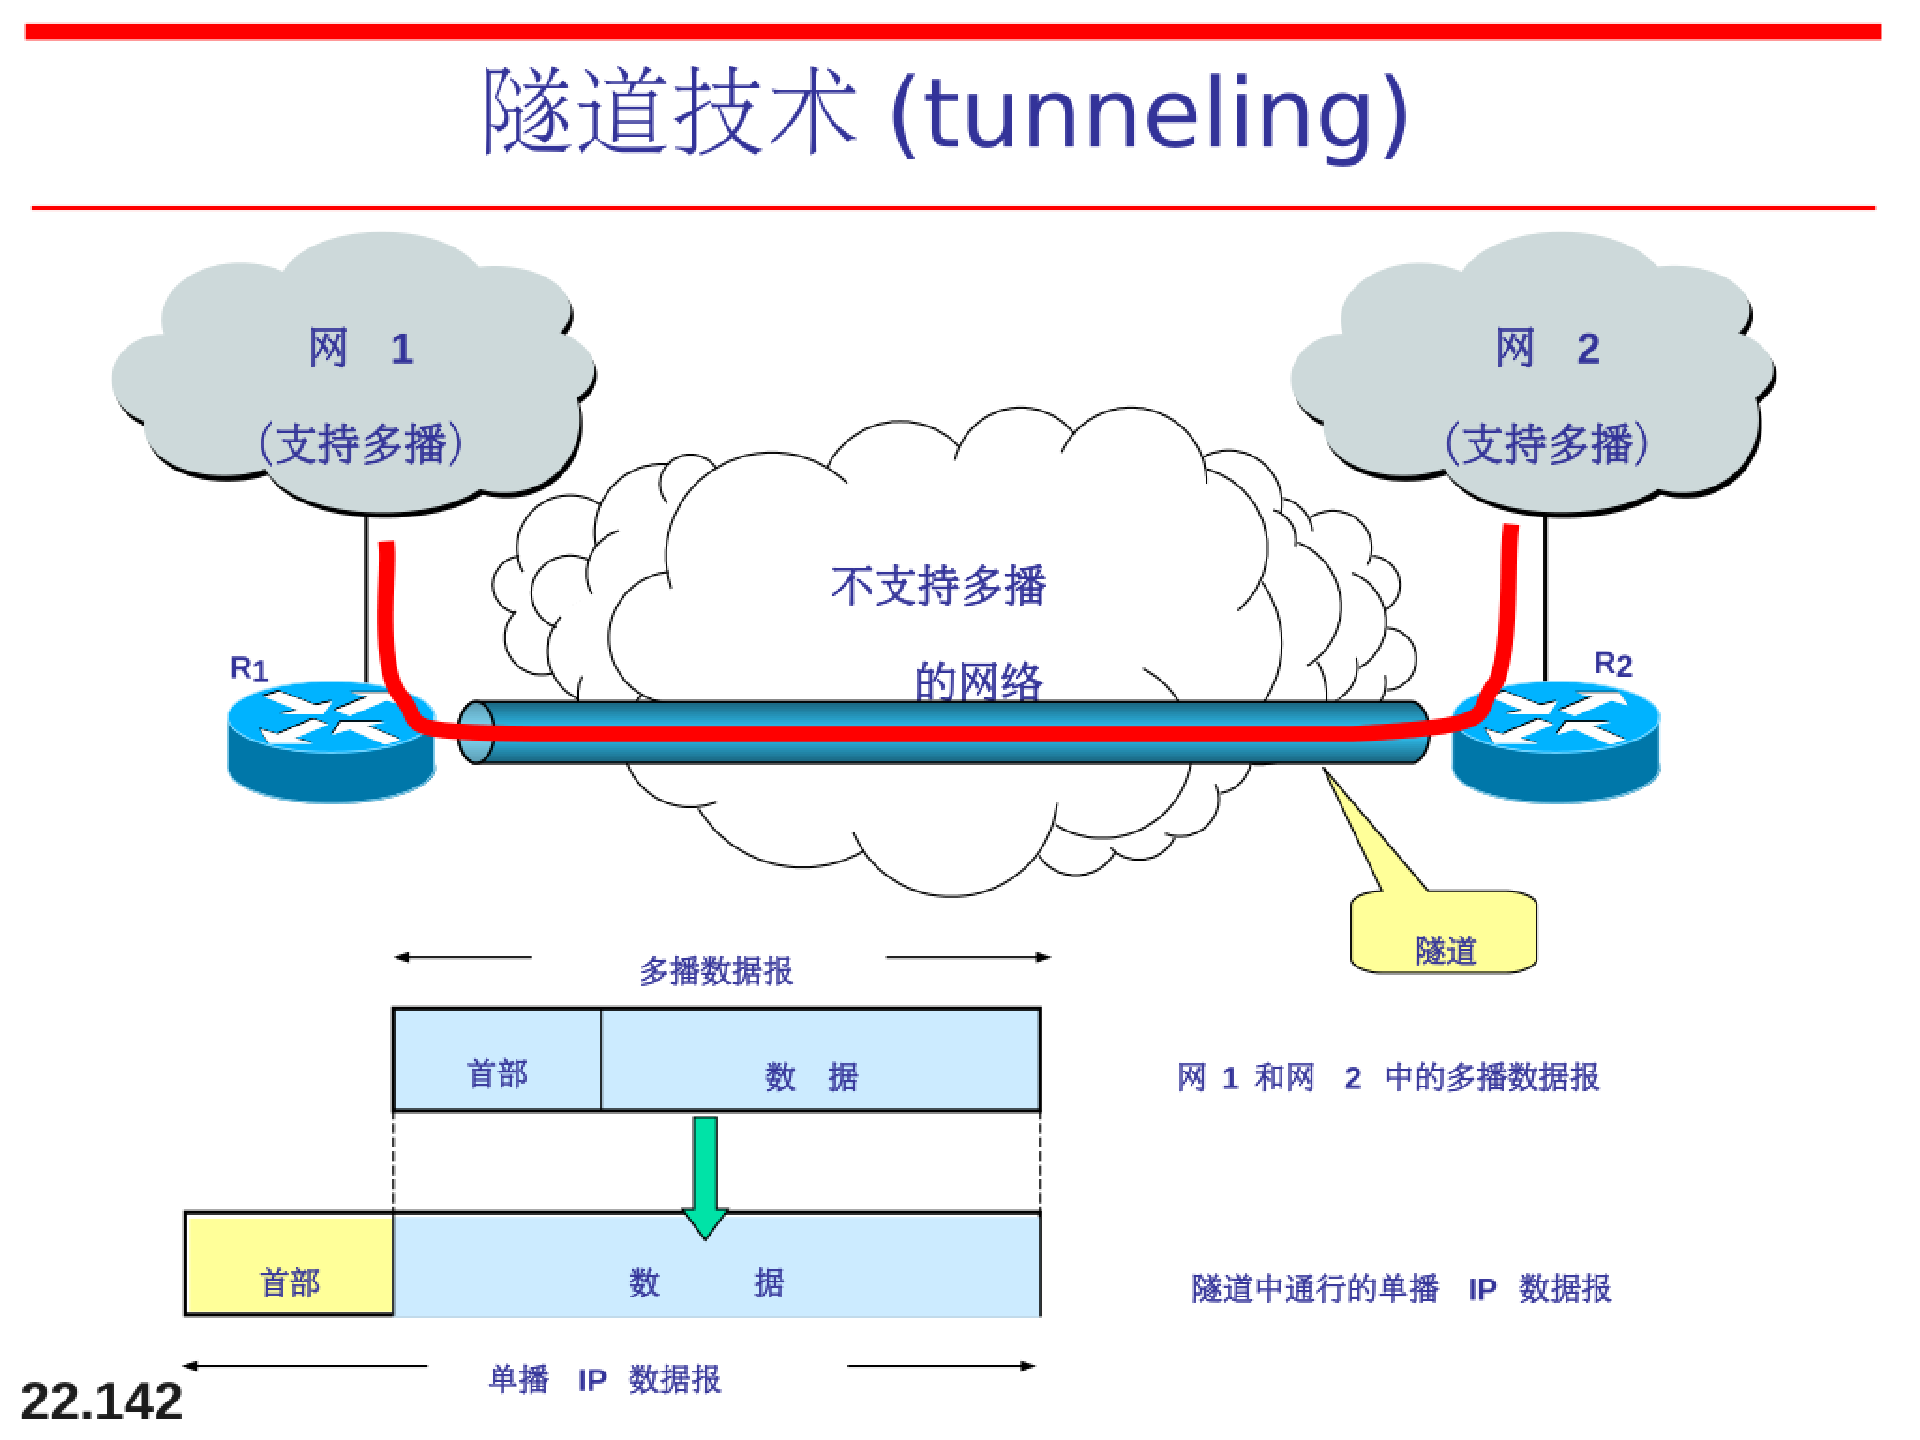 隧道技术 (tunneling)
网 1
(支持多播)
网 2
(支持多播)
不支持多播
的网络
R1
R2
隧道
多播数据报
首部
数 据
网 1 和网 2 中的多播数据报
首部
数 据
隧道中通行的单播 IP 数据报
单播 IP 数据报
22.142